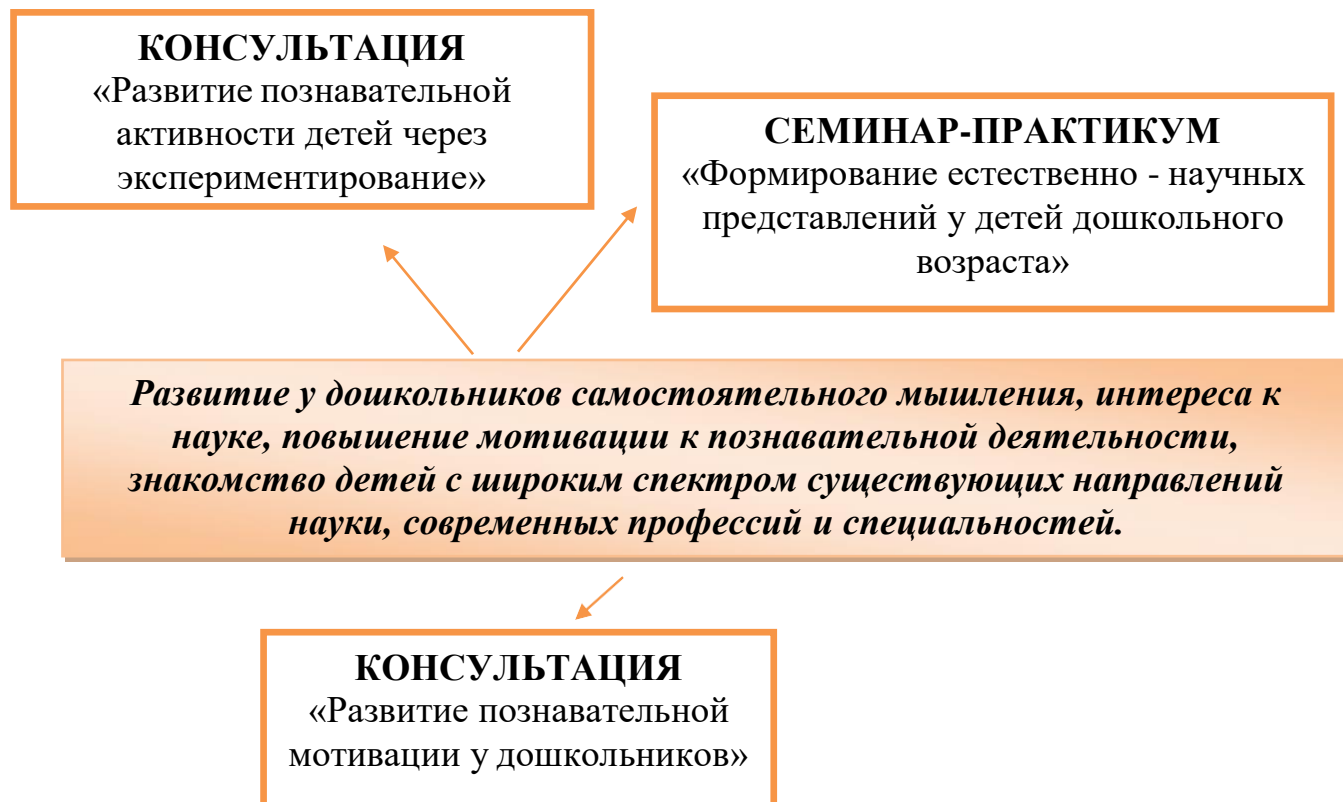 КОНСУЛЬТАЦИЯ
«Развитие познавательной
активности детей через
экспериментирование»
СЕМИНАР-ПРАКТИКУМ
«Формирование естественно - научных
представлений у детей дошкольного
возраста»
Развитие у дошкольников самостоятельного мышления, интереса к
науке, повышение мотивации к познавательной деятельности,
знакомство детей с широким спектром существующих направлений
науки, современных профессий и специальностей.
КОНСУЛЬТАЦИЯ
«Развитие познавательной
мотивации у дошкольников»